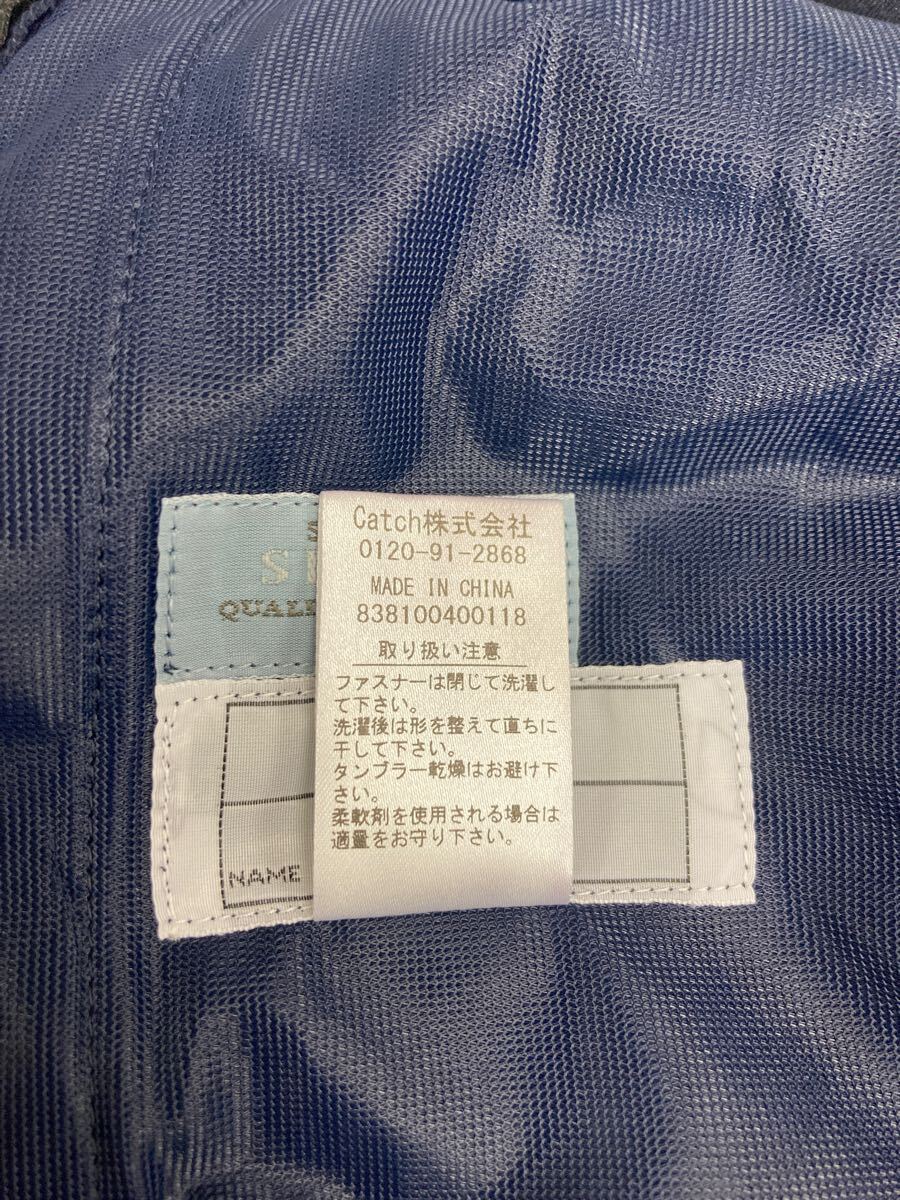 Catch株式会社
0120-91-2868
MADE IN CHINA
838100400118
取り扱い注意
ファスナーは閉じて洗濯し
て下さい。
洗濯後は形を整えて直ちに
干して下さい。
タンブラー乾燥はお避け下
さい。
柔軟剤を使用される場合は
適量をお守り下さい。
NAME